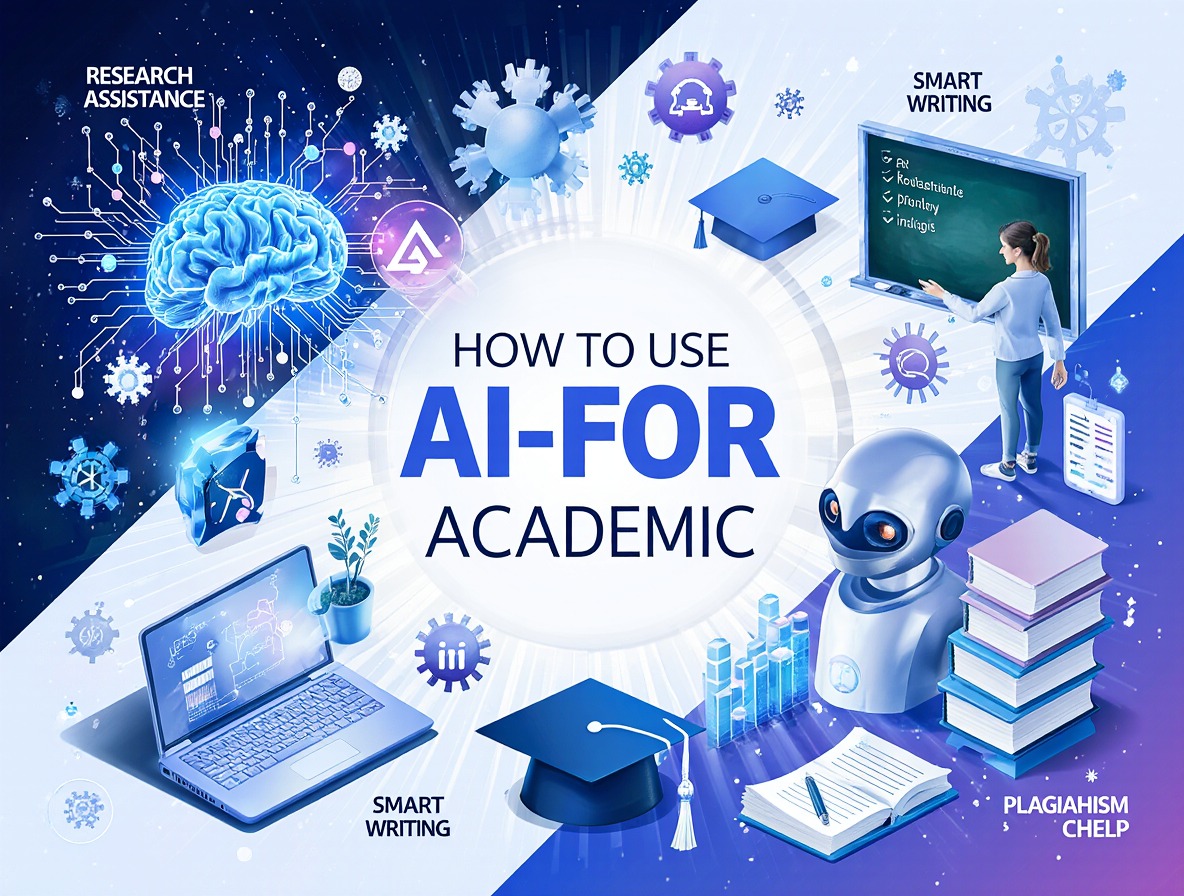 RESEARCH
ASSISTANCE
SMART
WRITING
HOW TO USE
AI-FOR
ACADEMIC
SMART
WRITING
PLAGIAHISM
CHELP